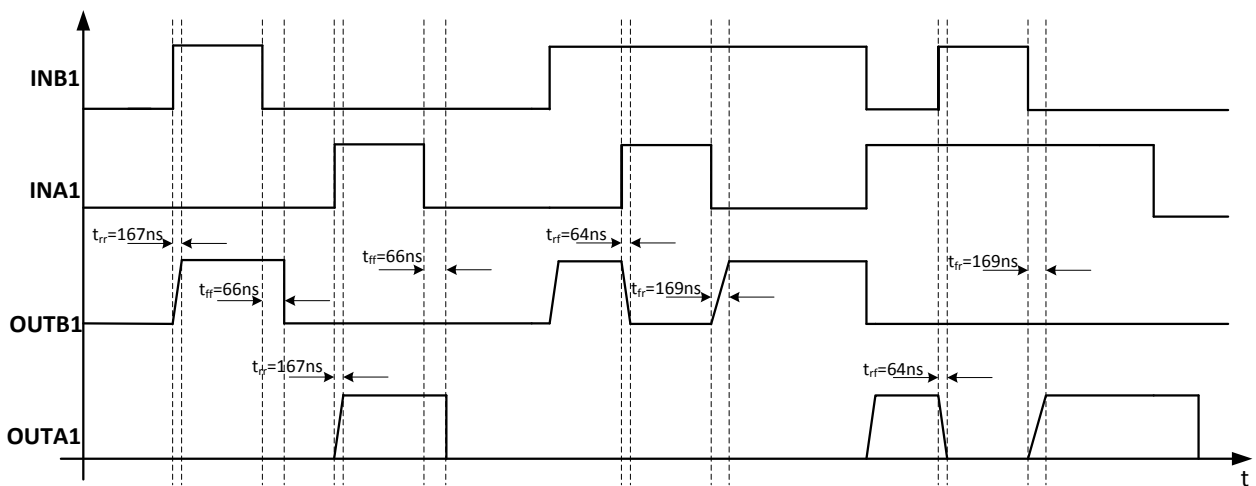 INB1
INA1
t_rr=167ns
t_ff=66ns
t_rf=64ns
t_fr=169ns
t_ff=66ns
t_fr=169ns
OUTB1
t_rr=167ns
t_rf=64ns
OUTA1
t